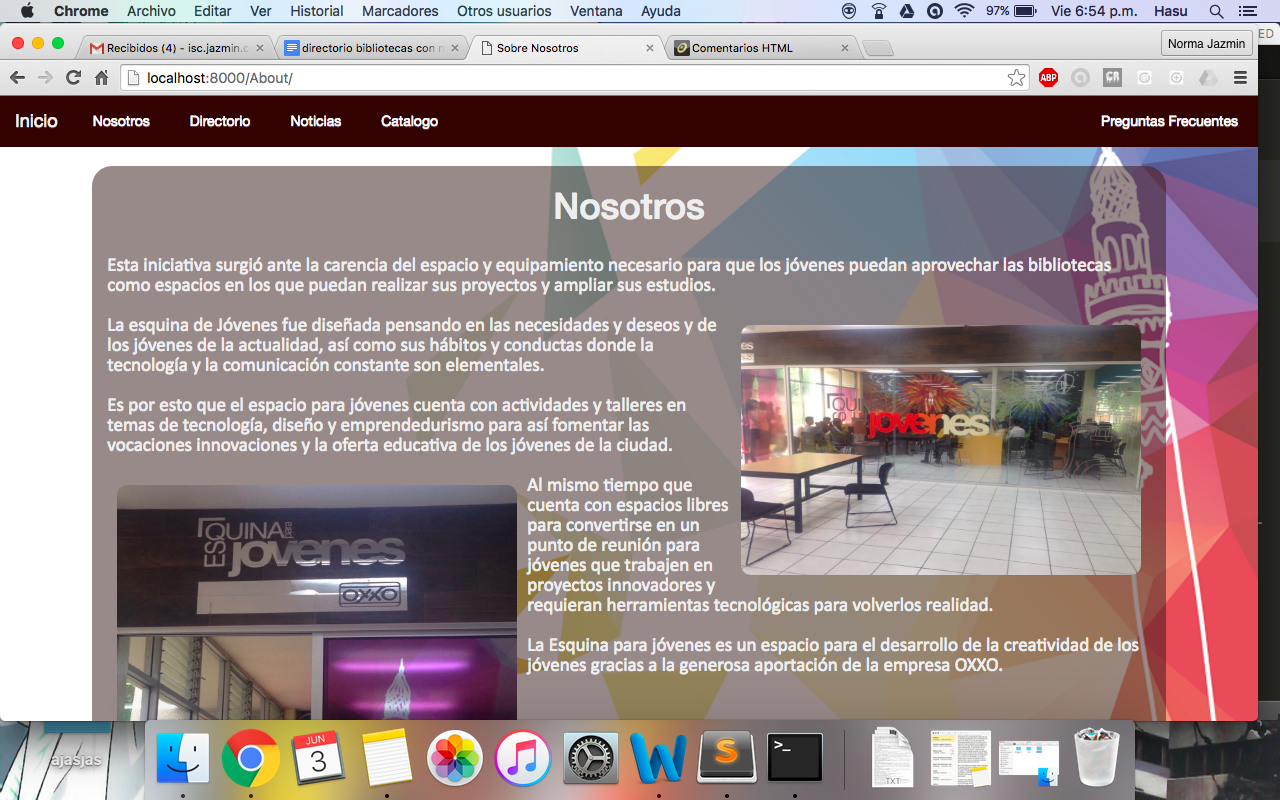 Chrome Archivo Editar Ver Historial Marcadores Otros usuarios Ventana Ayuda 97% Vie 6:54 p.m. Hasu
Recibidos (4) - isc.jazmin.c directorio bibliotecas con n Sobre Nosotros Comentarios HTML Norma Jazmin
localhost:8000/About/ ABP
Inicio Nosotros Directorio Noticias Catalogo Preguntas Frecuentes
Nosotros
Esta iniciativa surgió ante la carencia del espacio y equipamiento necesario para que los jóvenes puedan aprovechar las bibliotecas
como espacios en los que puedan realizar sus proyectos y ampliar sus estudios.
La esquina de Jóvenes fue diseñada pensando en las necesidades y deseos y de
los jóvenes de la actualidad, así como sus hábitos y conductas donde la
tecnología y la comunicación constante son elementales.
Es por esto que el espacio para jóvenes cuenta con actividades y talleres en
temas de tecnología, diseño y emprendedurismo para así fomentar las
vocaciones innovaciones y la oferta educativa de los jóvenes de la ciudad.
jovenes
ESQUINA para
jovenes
OXXO
Al mismo tiempo que
cuenta con espacios libres
para convertirse en un
punto de reunión para
jóvenes que trabajen en
proyectos innovadores y
requieran herramientas tecnológicas para volverlos realidad.
La Esquina para jóvenes es un espacio para el desarrollo de la creatividad de los
jóvenes gracias a la generosa aportación de la empresa OXXO.
ajasjas
JUN
3
TXT